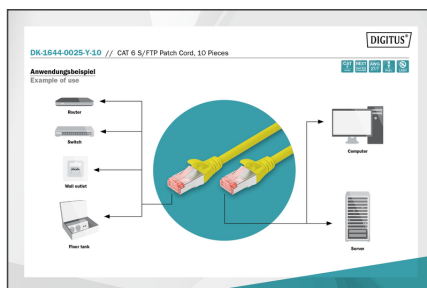 DIGITUS®
DK-1644-0025-Y-10 // CAT 6 S/FTP Patch Cord, 10 Pieces
Anwendungsbeispiel
Example of use
Router
Switch
Wall outlet
Floor tank
Computer
Server